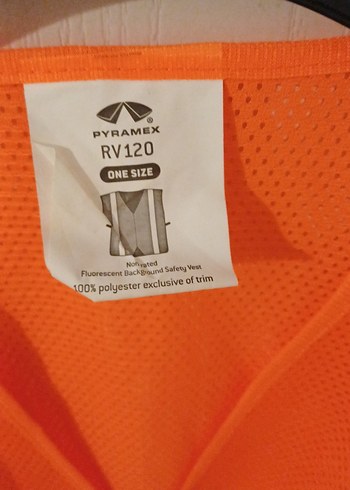 ®
PYRAMEX
RV120
ONE SIZE
Non rated
Fluorescent Background Safety Vest
100% polyester exclusive of trim